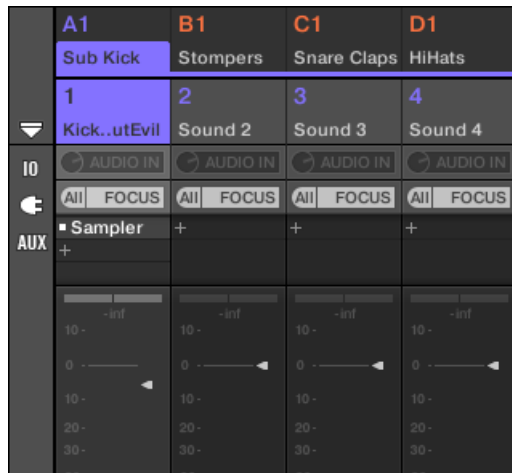 A1 B1 C1 D1
Sub Kick Stompers Snare Claps HiHats
1 2 3 4
Kick..utEvil Sound 2 Sound 3 Sound 4
IO AUDIO IN AUDIO IN AUDIO IN AUDIO IN
All FOCUS All FOCUS All FOCUS All FOCUS
Sampler + + +
AUX +
-inf -inf -inf -inf
10 - 10 - 10 - 10 -
0 - 0 - 0 - 0 -
10 - 10 - 10 - 10 -
20 - 20 - 20 - 20 -
30 - 30 - 30 - 30 -